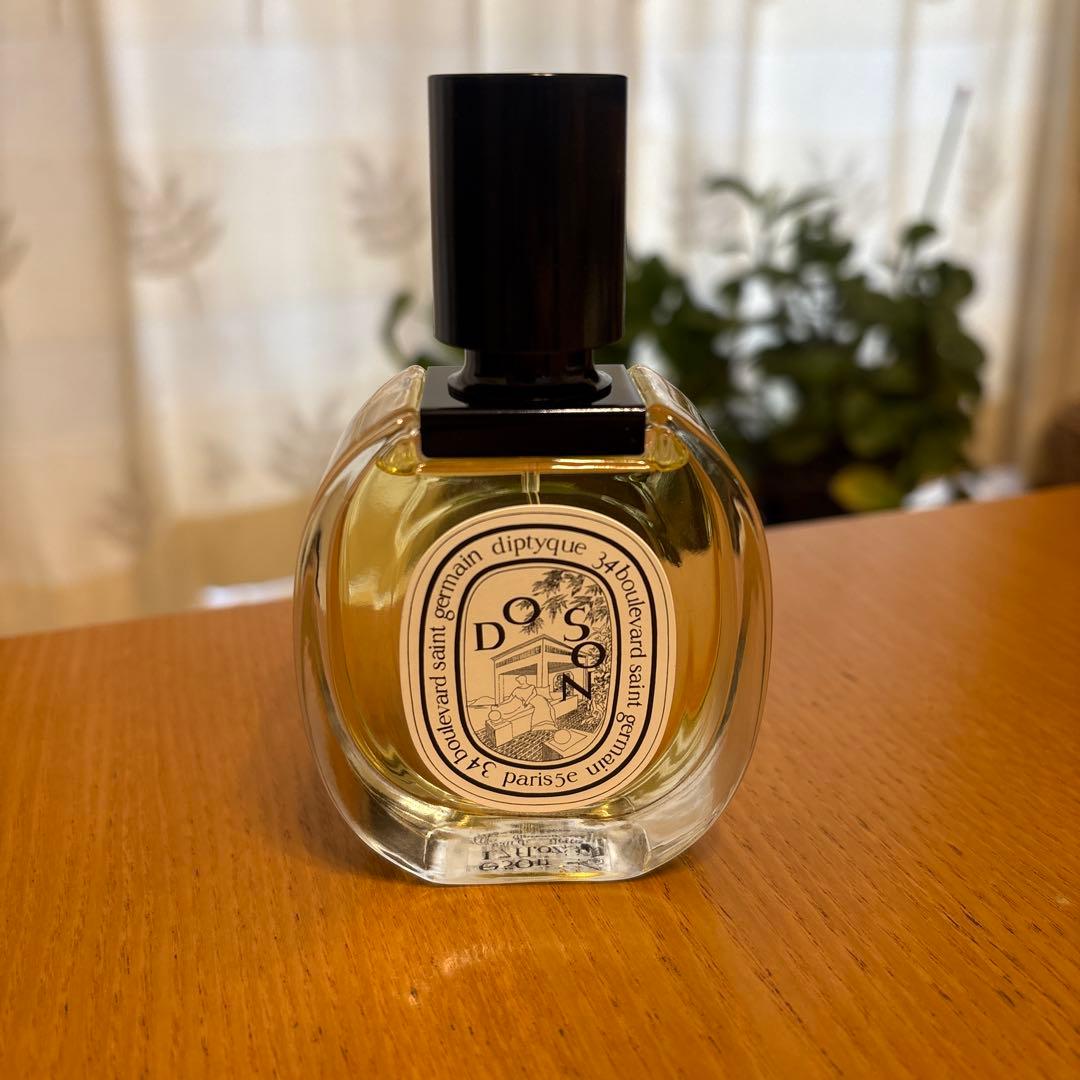 diptyque 34 boulevard saint germain paris 5e 34 boulevard saint germain
DO SON